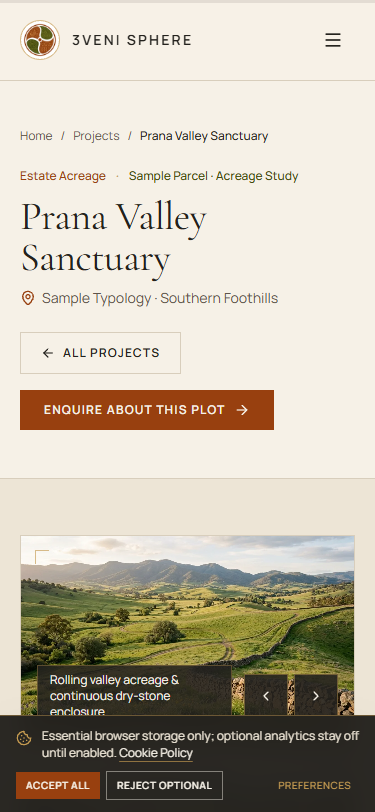 3VENI SPHERE
Home / Projects / Prana Valley Sanctuary
Estate Acreage · Sample Parcel · Acreage Study
Prana Valley
Sanctuary
Sample Typology · Southern Foothills
← ALL PROJECTS
ENQUIRE ABOUT THIS PLOT →
Rolling valley acreage &
continuous dry-stone
enclosure
Essential browser storage only; optional analytics stay off
until enabled. Cookie Policy
ACCEPT ALL REJECT OPTIONAL PREFERENCES